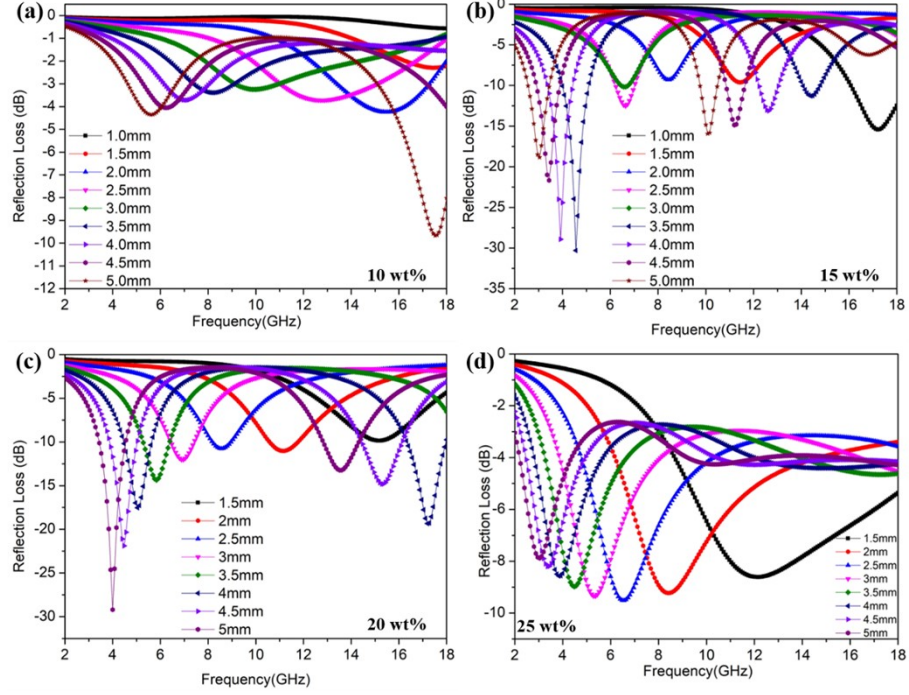 (a)
0
-1
-2
-3
-4
-5
-6
-7
-8
-9
-10
-11
-12
Reflection Loss (dB)
1.0mm
1.5mm
2.0mm
2.5mm
3.0mm
3.5mm
4.0mm
4.5mm
5.0mm
10 wt%
2 4 6 8 10 12 14 16 18
Frequency(GHz)
(b)
0
-5
-10
-15
-20
-25
-30
-35
Reflection Loss (dB)
1.0mm
1.5mm
2.0mm
2.5mm
3.0mm
3.5mm
4.0mm
4.5mm
5.0mm
15 wt%
2 4 6 8 10 12 14 16 18
Frequency(GHz)
(c)
0
-5
-10
-15
-20
-25
-30
Reflection Loss (dB)
1.5mm
2mm
2.5mm
3mm
3.5mm
4mm
4.5mm
5mm
20 wt%
2 4 6 8 10 12 14 16 18
Frequency(GHz)
(d)
0
-2
-4
-6
-8
-10
Reflection Loss (dB)
1.5mm
2mm
2.5mm
3mm
3.5mm
4mm
4.5mm
5mm
25 wt%
2 4 6 8 10 12 14 16 18
Frequency(GHz)